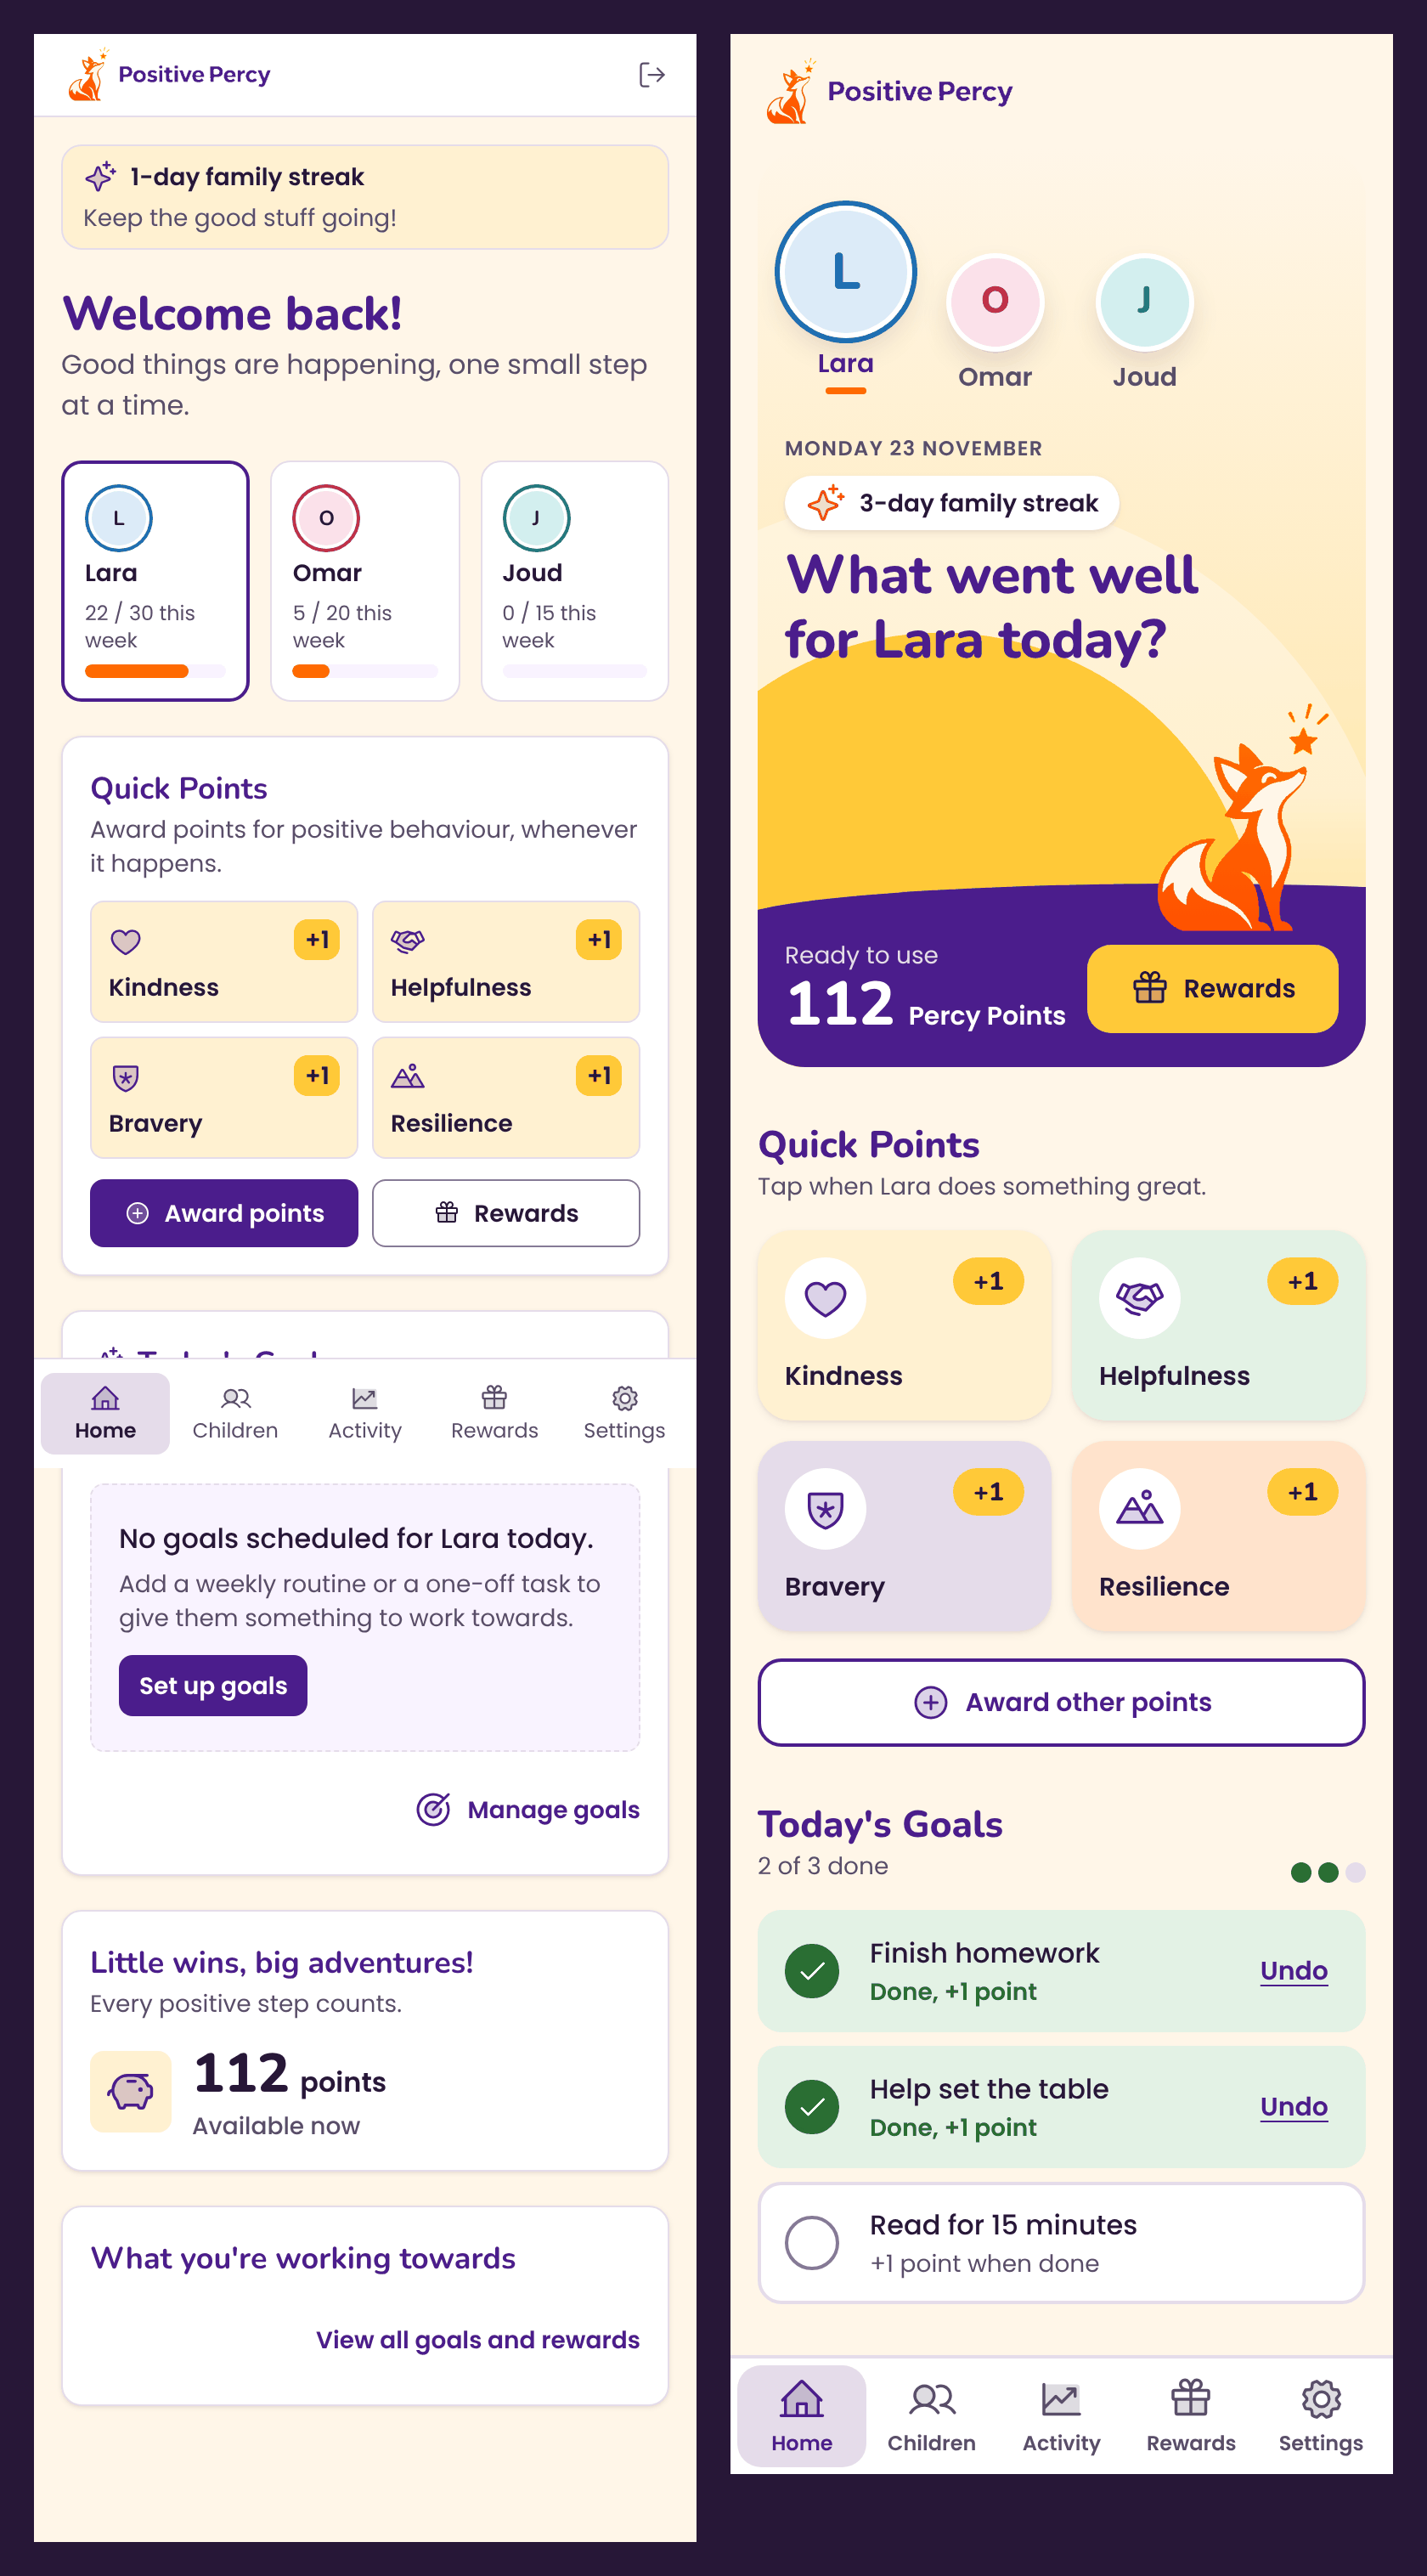 Positive Percy
1-day family streak
Keep the good stuff going!
Welcome back!
Good things are happening, one small step
at a time.
L
Lara
22 / 30 this
week
O
Omar
5 / 20 this
week
J
Joud
0 / 15 this
week
Quick Points
Award points for positive behaviour, whenever
it happens.
+1
Kindness
+1
Helpfulness
+1
Bravery
+1
Resilience
Award points
Rewards
Home
Children
Activity
Rewards
Settings
No goals scheduled for Lara today.
Add a weekly routine or a one-off task to
give them something to work towards.
Set up goals
Manage goals
Little wins, big adventures!
Every positive step counts.
112 points
Available now
What you're working towards
View all goals and rewards
Positive Percy
L
Lara
O
Omar
J
Joud
MONDAY 23 NOVEMBER
3-day family streak
What went well
for Lara today?
Ready to use
112 Percy Points
Rewards
Quick Points
Tap when Lara does something great.
+1
Kindness
+1
Helpfulness
+1
Bravery
+1
Resilience
Award other points
Today's Goals
2 of 3 done
Finish homework
Done, +1 point
Undo
Help set the table
Done, +1 point
Undo
Read for 15 minutes
+1 point when done
Home
Children
Activity
Rewards
Settings